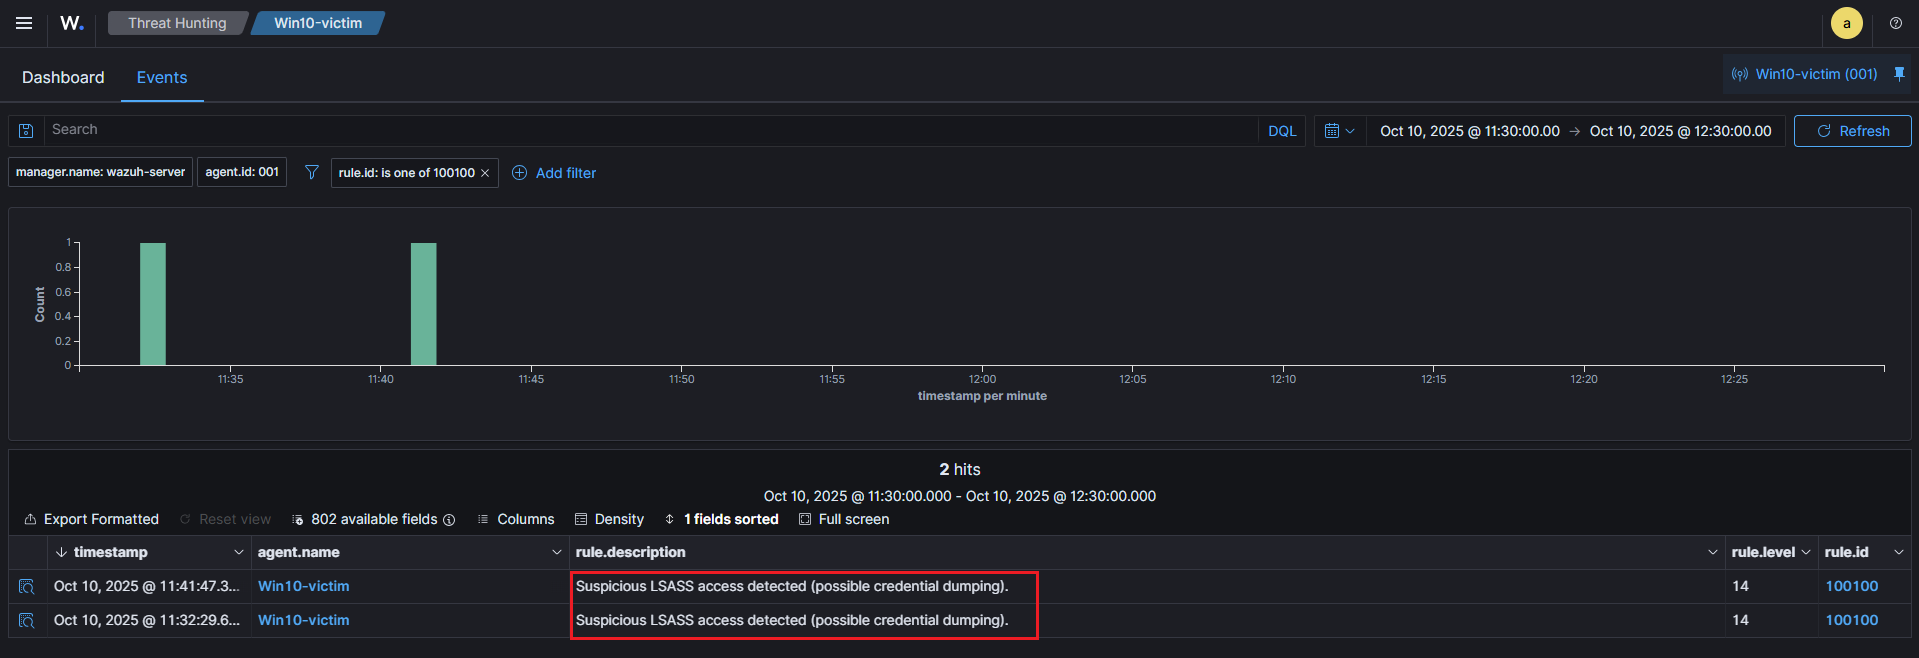 W. Threat Hunting Win10-victim a
Dashboard Events Win10-victim (001)
Search DQL Oct 10, 2025 @ 11:30:00.00 → Oct 10, 2025 @ 12:30:00.00 Refresh
manager.name: wazuh-server agent.id: 001 rule.id: is one of 100100 × Add filter
1
0.8
0.6
0.4
0.2
0
Count
11:35 11:40 11:45 11:50 11:55 12:00 12:05 12:10 12:15 12:20 12:25
timestamp per minute
2 hits
Oct 10, 2025 @ 11:30:00.000 - Oct 10, 2025 @ 12:30:00.000
Export Formatted Reset view 802 available fields Columns Density 1 fields sorted Full screen
timestamp agent.name rule.description rule.level rule.id
Oct 10, 2025 @ 11:41:47.3... Win10-victim Suspicious LSASS access detected (possible credential dumping). 14 100100
Oct 10, 2025 @ 11:32:29.6... Win10-victim Suspicious LSASS access detected (possible credential dumping). 14 100100